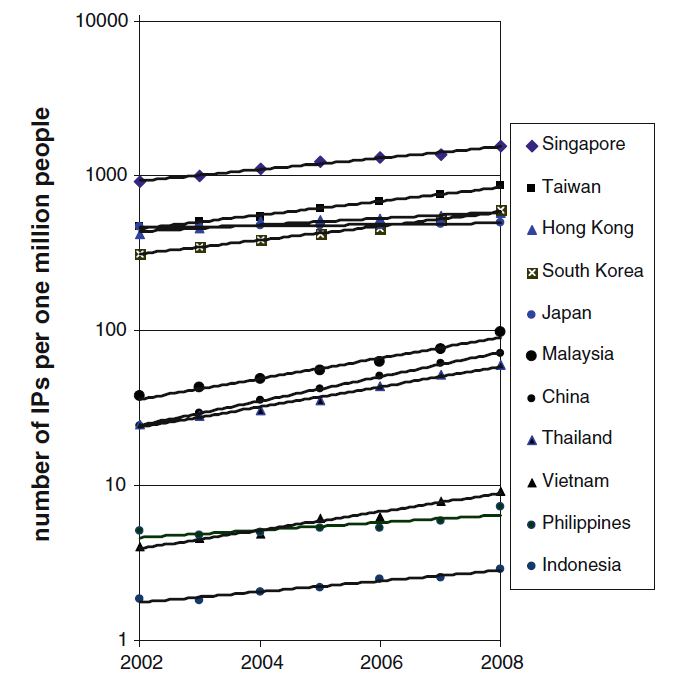 number of IPs per one million people
10000
1000
100
10
1
2002
2004
2006
2008
Singapore
Taiwan
Hong Kong
South Korea
Japan
Malaysia
China
Thailand
Vietnam
Philippines
Indonesia